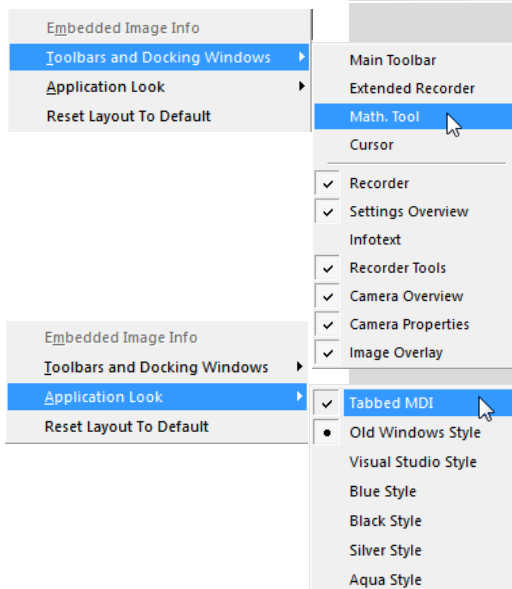 Embedded Image Info
Toolbars and Docking Windows
Application Look
Reset Layout To Default
Main Toolbar
Extended Recorder
Math. Tool
Cursor
Recorder
Settings Overview
Infotext
Recorder Tools
Camera Overview
Camera Properties
Image Overlay
Embedded Image Info
Toolbars and Docking Windows
Application Look
Reset Layout To Default
Tabbed MDI
Old Windows Style
Visual Studio Style
Blue Style
Black Style
Silver Style
Aqua Style